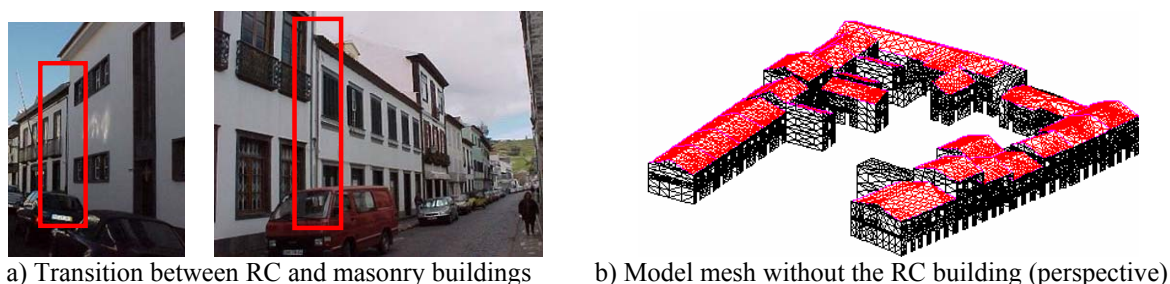 a) Transition between RC and masonry buildings
b) Model mesh without the RC building (perspective)